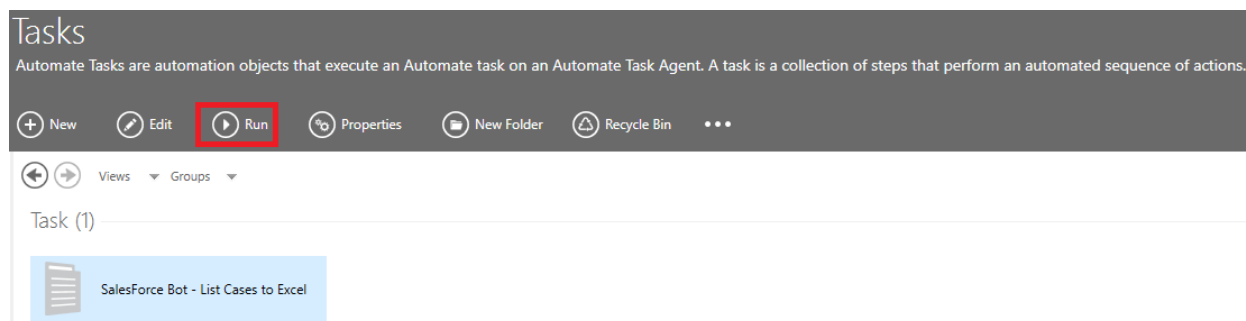 Tasks
Automate Tasks are automation objects that execute an Automate task on an Automate Task Agent. A task is a collection of steps that perform an automated sequence of actions.
New Edit Run Properties New Folder Recycle Bin •••
Views Groups
Task (1)
SalesForce Bot - List Cases to Excel